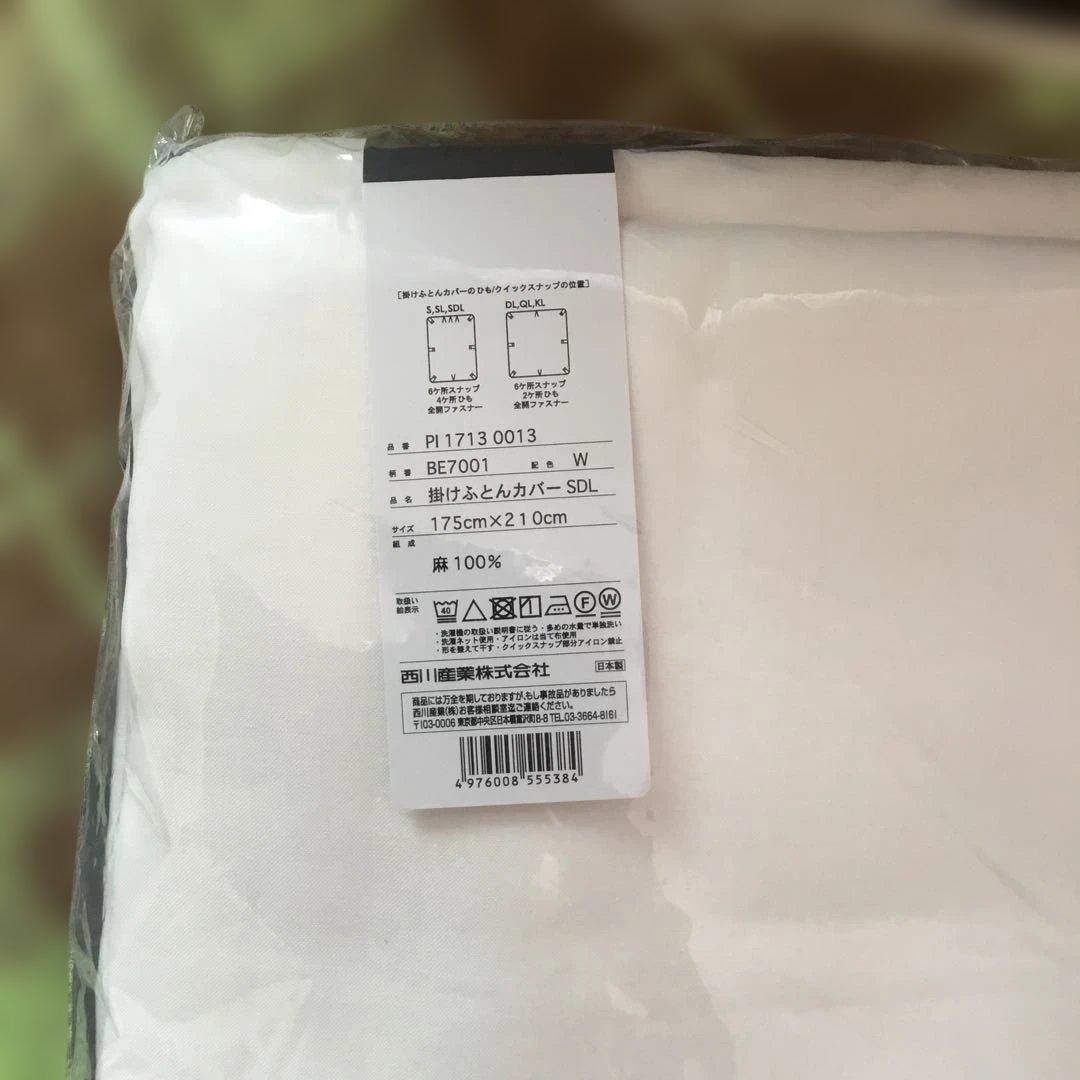 ［掛けふとんカバーのひも/クイックスナップの位置］
S,SL,SDL
DL,QL,KL
6ケ所スナップ
4ケ所ひも
全開ファスナー
6ケ所スナップ
2ケ所ひも
全開ファスナー
品番 PI 1713 0013
柄番 BE7001 配色 W
品名 掛けふとんカバー SDL
サイズ 175cm×210cm
組成
麻 100%
取扱い
絵表示
40 F W
・洗濯機の取扱い説明書に従う・多めの水量で単独洗い
・洗濯ネット使用・アイロンは当て布使用
・形を整えて干す・クイックスナップ部分アイロン禁止
西川産業株式会社 日本製
商品には万全を期しておりますが、もし事故品がありましたら
西川産業(株)お客様相談室迄ご連絡ください。
〒103-0006 東京都中央区日本橋富沢町8-8 TEL.03-3664-8161
4 976008 555384